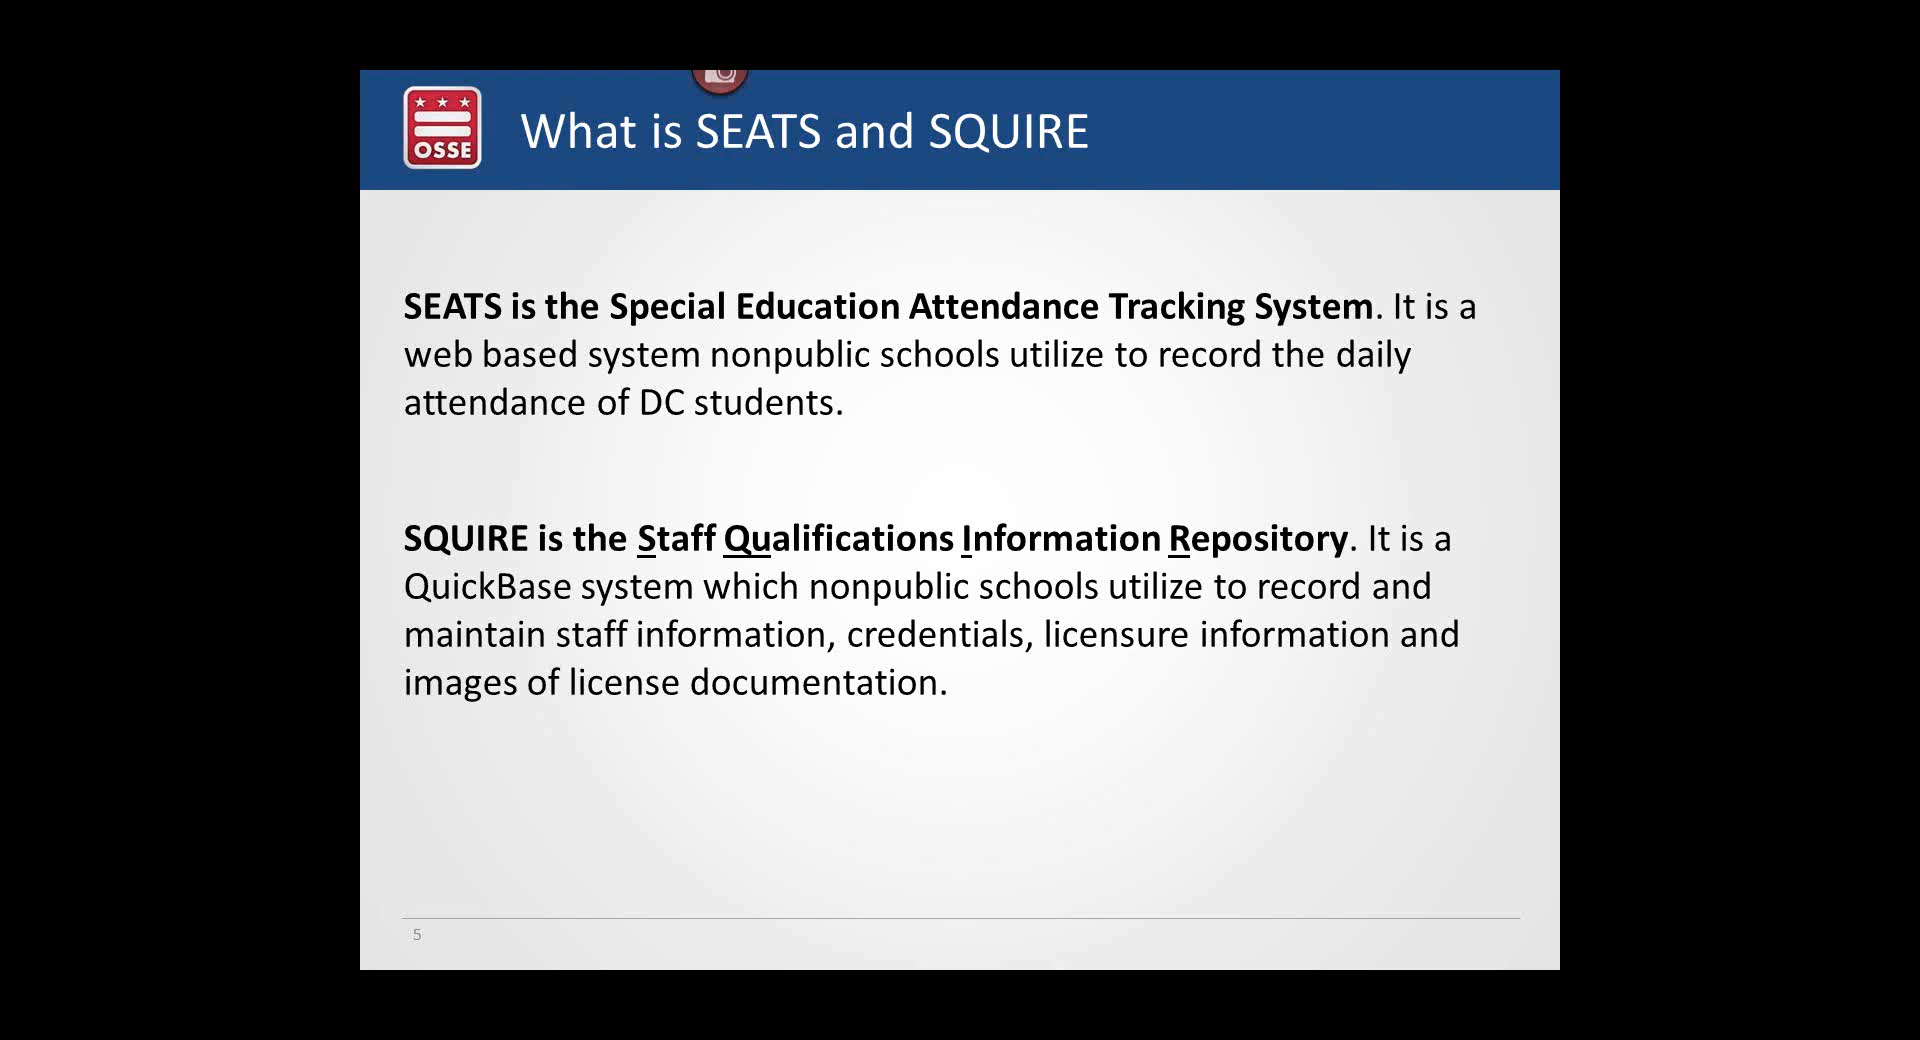 OSSE
What is SEATS and SQUIRE
SEATS is the Special Education Attendance Tracking System. It is a
web based system nonpublic schools utilize to record the daily
attendance of DC students.
SQUIRE is the Staff Qualifications Information Repository. It is a
QuickBase system which nonpublic schools utilize to record and
maintain staff information, credentials, licensure information and
images of license documentation.
5